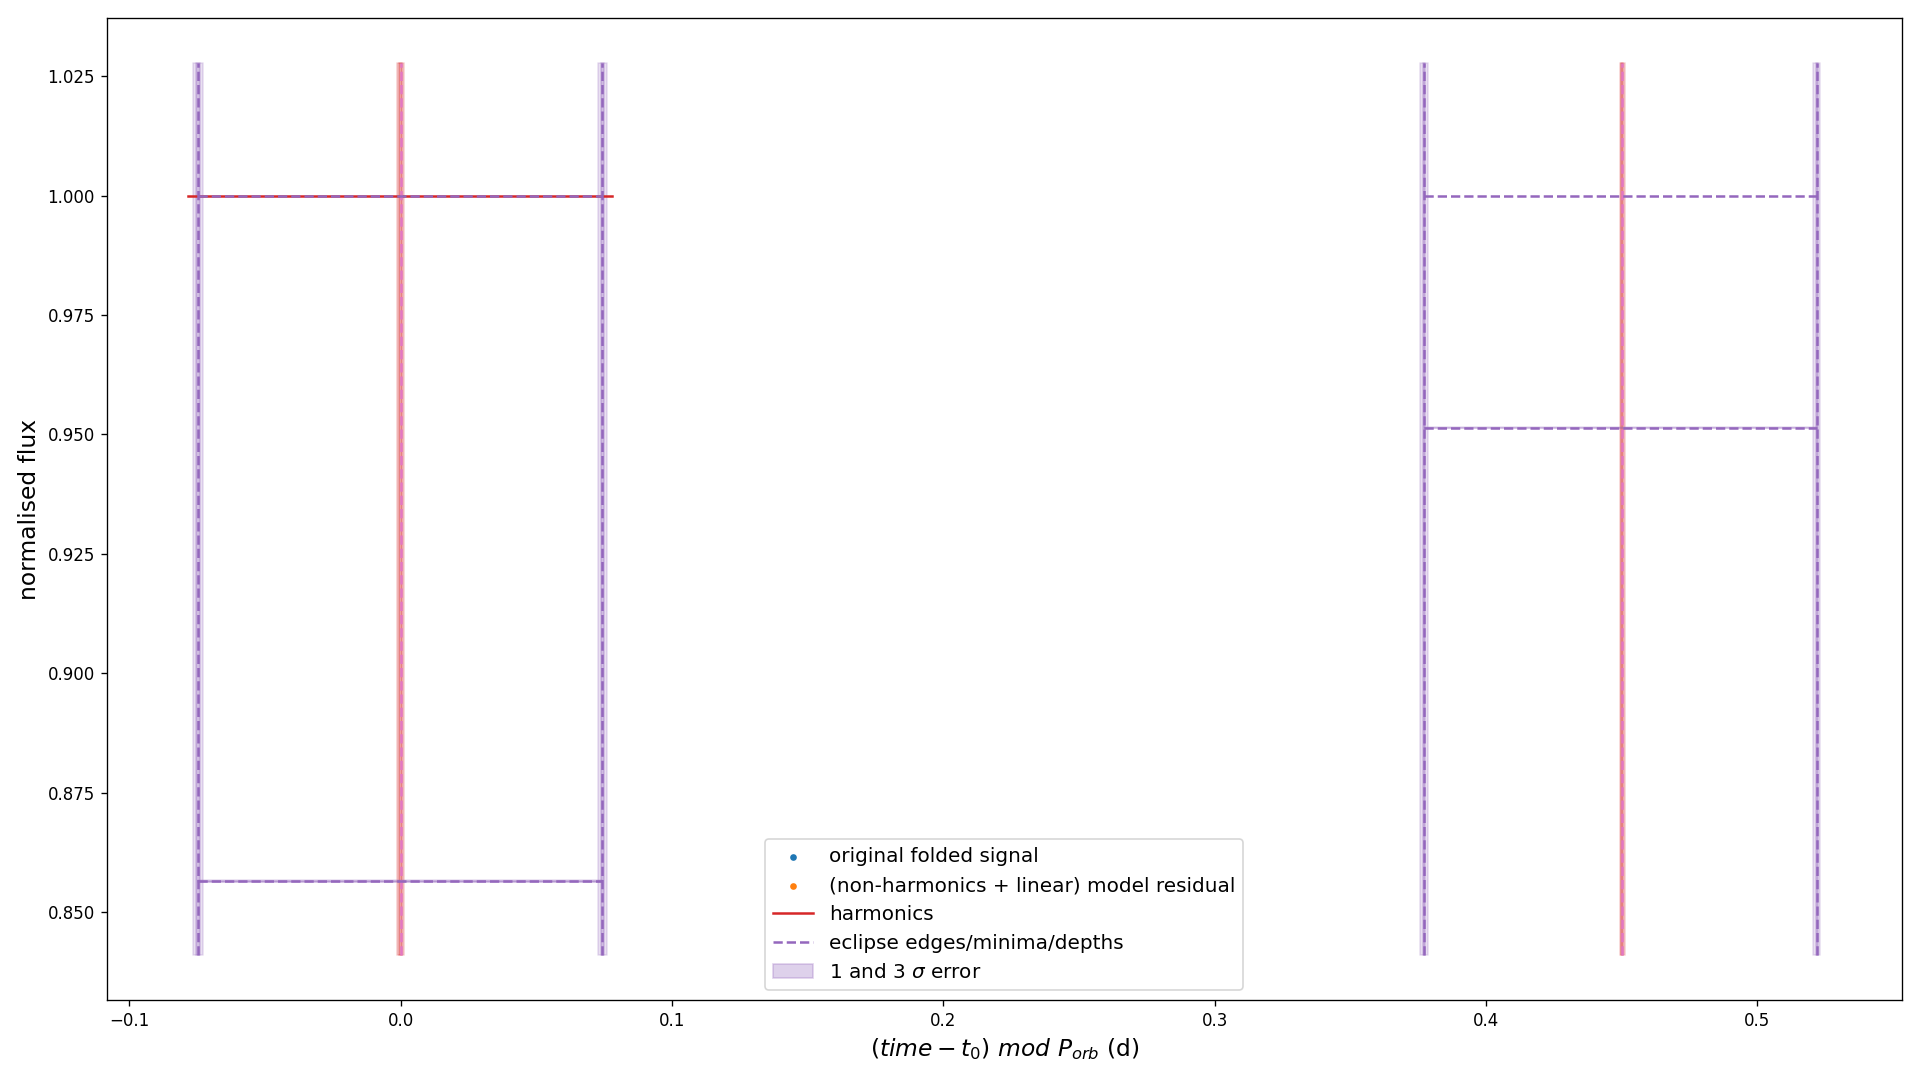 1.025
1.000
0.975
0.950
0.925
0.900
0.875
0.850
normalised flux
original folded signal
(non-harmonics + linear) model residual
harmonics
eclipse edges/minima/depths
1 and 3 σ error
−0.1 0.0 0.1 0.2 0.3 0.4 0.5
(time − t₀) mod Pₒᵣb (d)